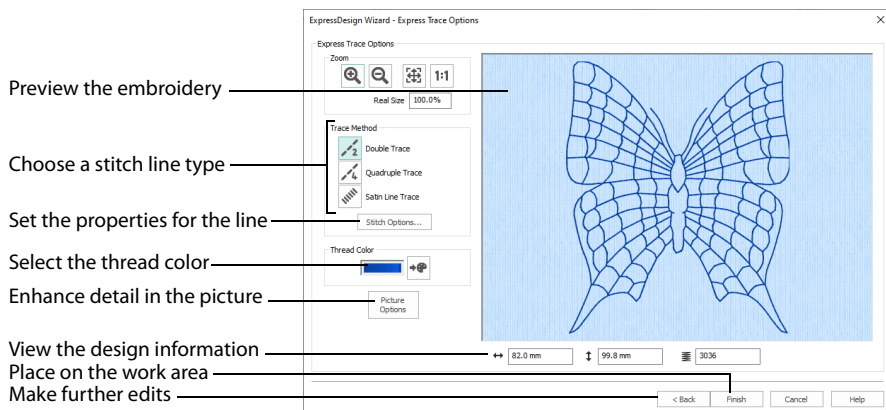 ExpressDesign Wizard - Express Trace Options
Express Trace Options
Zoom
1:1
Real Size 100.0%
Preview the embroidery
Trace Method
2 Double Trace
Choose a stitch line type
4 Quadruple Trace
Satin Line Trace
Set the properties for the line
Stitch Options...
Thread Color
Select the thread color
Enhance detail in the picture
Picture
Options
View the design information
82.0 mm 99.8 mm 3036
Place on the work area
Make further edits
< Back Finish Cancel Help